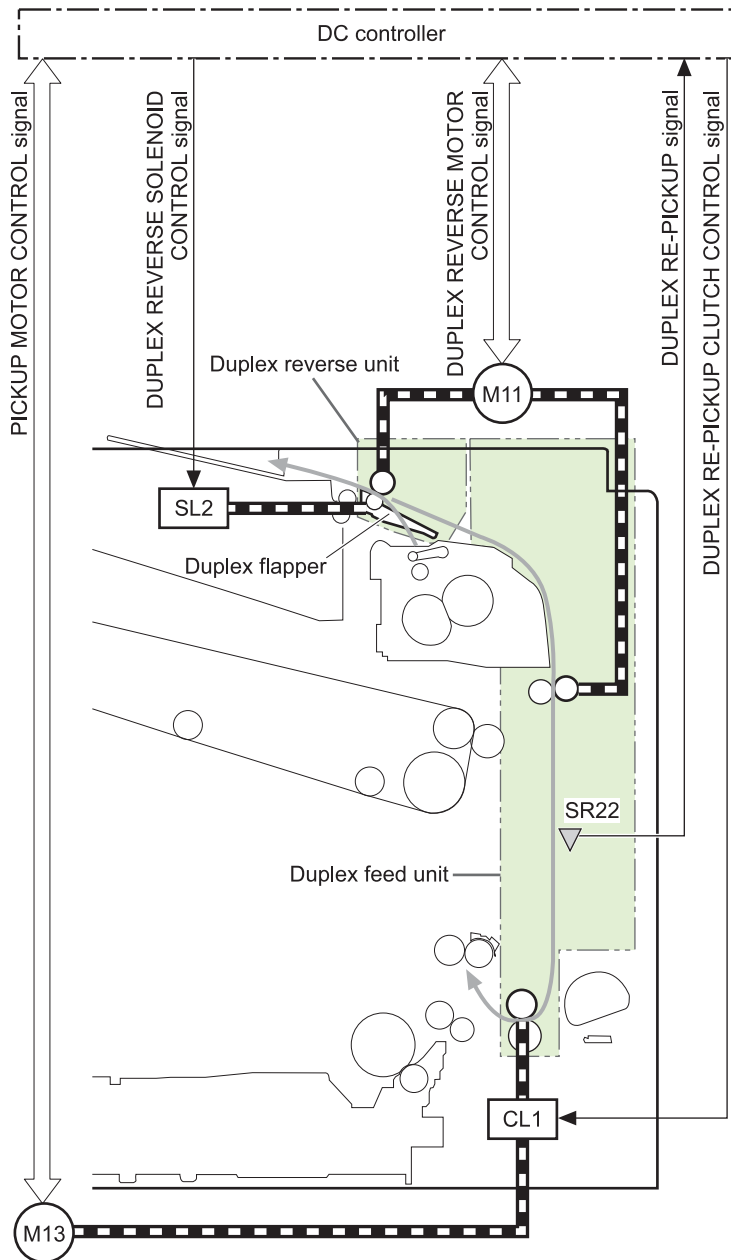 DC controller
PICKUP MOTOR CONTROL signal
DUPLEX REVERSE SOLENOID
CONTROL signal
DUPLEX REVERSE MOTOR
CONTROL signal
DUPLEX RE-PICKUP signal
DUPLEX RE-PICKUP CLUTCH CONTROL signal
Duplex reverse unit
M11
SL2
Duplex flapper
SR22
Duplex feed unit
CL1
M13